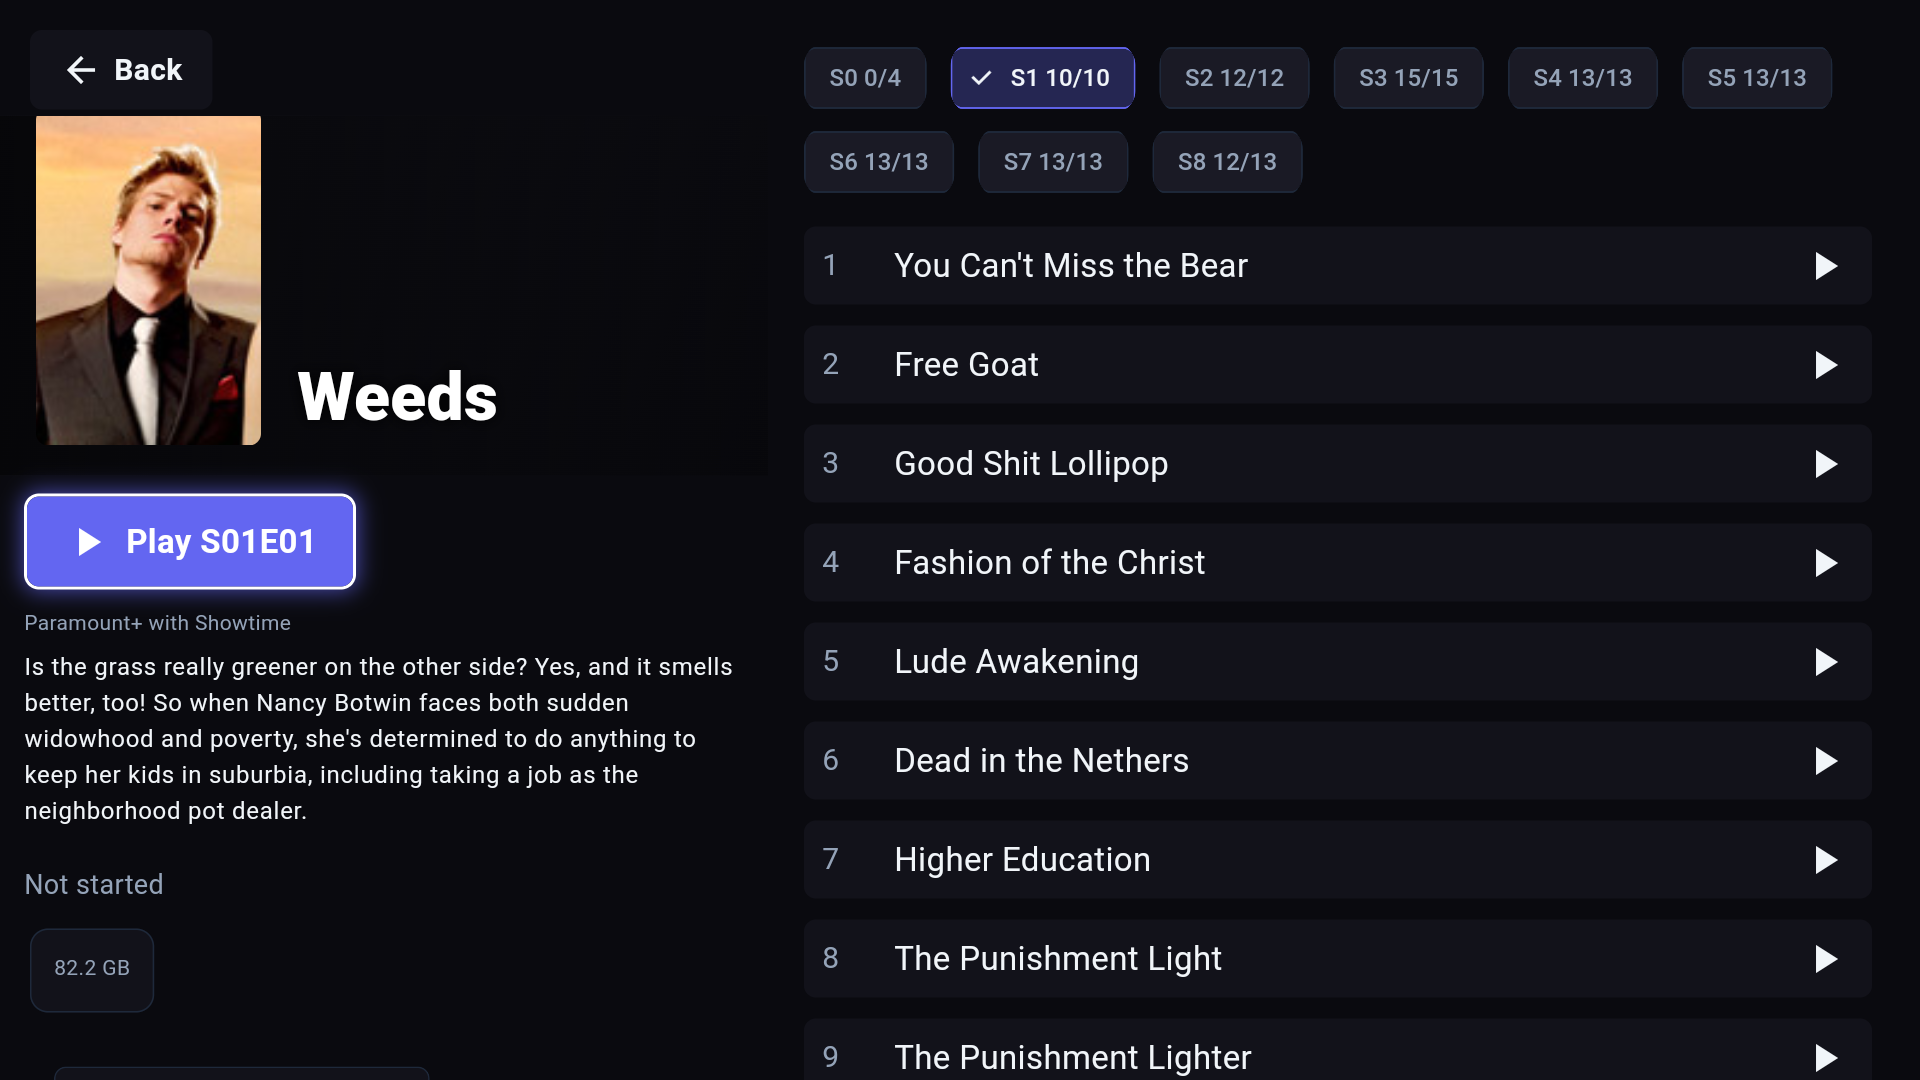 Back
Weeds
Play S01E01
Paramount+ with Showtime
Is the grass really greener on the other side? Yes, and it smells
better, too! So when Nancy Botwin faces both sudden
widowhood and poverty, she's determined to do anything to
keep her kids in suburbia, including taking a job as the
neighborhood pot dealer.
Not started
82.2 GB
S0 0/4
S1 10/10
S2 12/12
S3 15/15
S4 13/13
S5 13/13
S6 13/13
S7 13/13
S8 12/13
1 You Can't Miss the Bear
2 Free Goat
3 Good Shit Lollipop
4 Fashion of the Christ
5 Lude Awakening
6 Dead in the Nethers
7 Higher Education
8 The Punishment Light
9 The Punishment Lighter